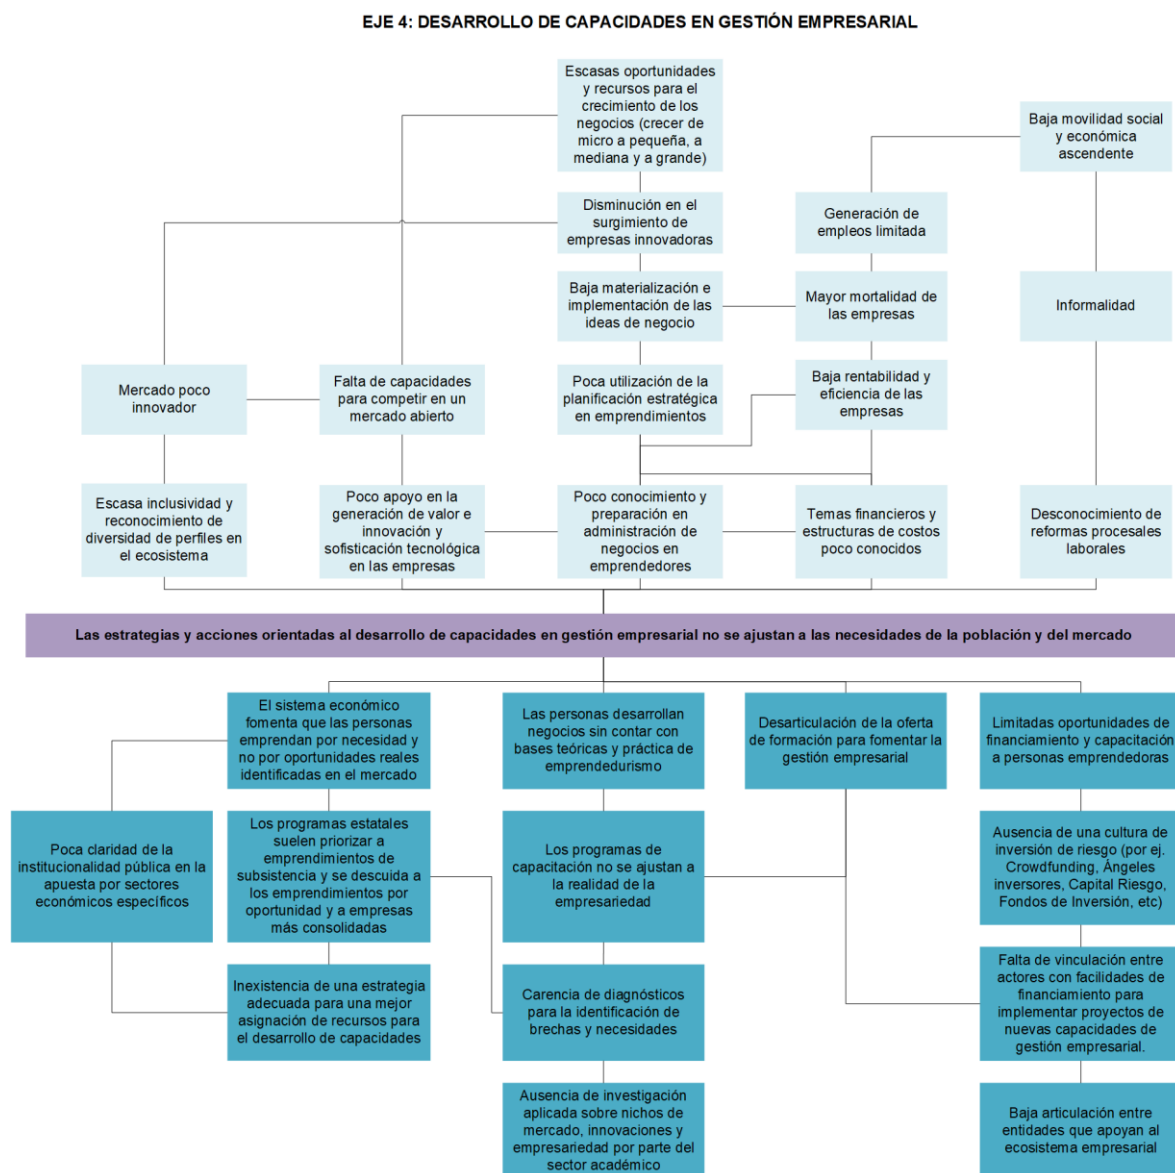 EJE 4: DESARROLLO DE CAPACIDADES EN GESTIÓN EMPRESARIAL
Escasas oportunidades
y recursos para el
crecimiento de los
negocios (crecer de
micro a pequeña, a
mediana y a grande)
Baja movilidad social
y económica
ascendente
Disminución en el
surgimiento de
empresas innovadoras
Generación de
empleos limitada
Baja materialización e
implementación de las
ideas de negocio
Mayor mortalidad de
las empresas
Informalidad
Mercado poco
innovador
Falta de capacidades
para competir en un
mercado abierto
Poca utilización de la
planificación estratégica
en emprendimientos
Baja rentabilidad y
eficiencia de las
empresas
Escasa inclusividad y
reconocimiento de
diversidad de perfiles en
el ecosistema
Poco apoyo en la
generación de valor e
innovación y
sofisticación tecnológica
en las empresas
Poco conocimiento y
preparación en
administración de
negocios en
emprendedores
Temas financieros y
estructuras de costos
poco conocidos
Desconocimiento de
reformas procesales
laborales
Las estrategias y acciones orientadas al desarrollo de capacidades en gestión empresarial no se ajustan a las necesidades de la población y del mercado
El sistema económico
fomenta que las personas
emprendan por necesidad y
no por oportunidades reales
identificadas en el mercado
Las personas desarrollan
negocios sin contar con
bases teóricas y práctica de
emprendedurismo
Desarticulación de la oferta
de formación para fomentar la
gestión empresarial
Limitadas oportunidades de
financiamiento y capacitación
a personas emprendedoras
Poca claridad de la
institucionalidad pública en la
apuesta por sectores
económicos específicos
Los programas estatales
suelen priorizar a
emprendimientos de
subsistencia y se descuida a
los emprendimientos por
oportunidad y a empresas
más consolidadas
Los programas de
capacitación no se ajustan a
la realidad de la
empresariedad
Ausencia de una cultura de
inversión de riesgo (por ej.
Crowdfunding, Ángeles
inversores, Capital Riesgo,
Fondos de Inversión, etc)
Inexistencia de una estrategia
adecuada para una mejor
asignación de recursos para
el desarrollo de capacidades
Carencia de diagnósticos
para la identificación de
brechas y necesidades
Falta de vinculación entre
actores con facilidades de
financiamiento para
implementar proyectos de
nuevas capacidades de
gestión empresarial.
Ausencia de investigación
aplicada sobre nichos de
mercado, innovaciones y
empresariedad por parte del
sector académico
Baja articulación entre
entidades que apoyan al
ecosistema empresarial